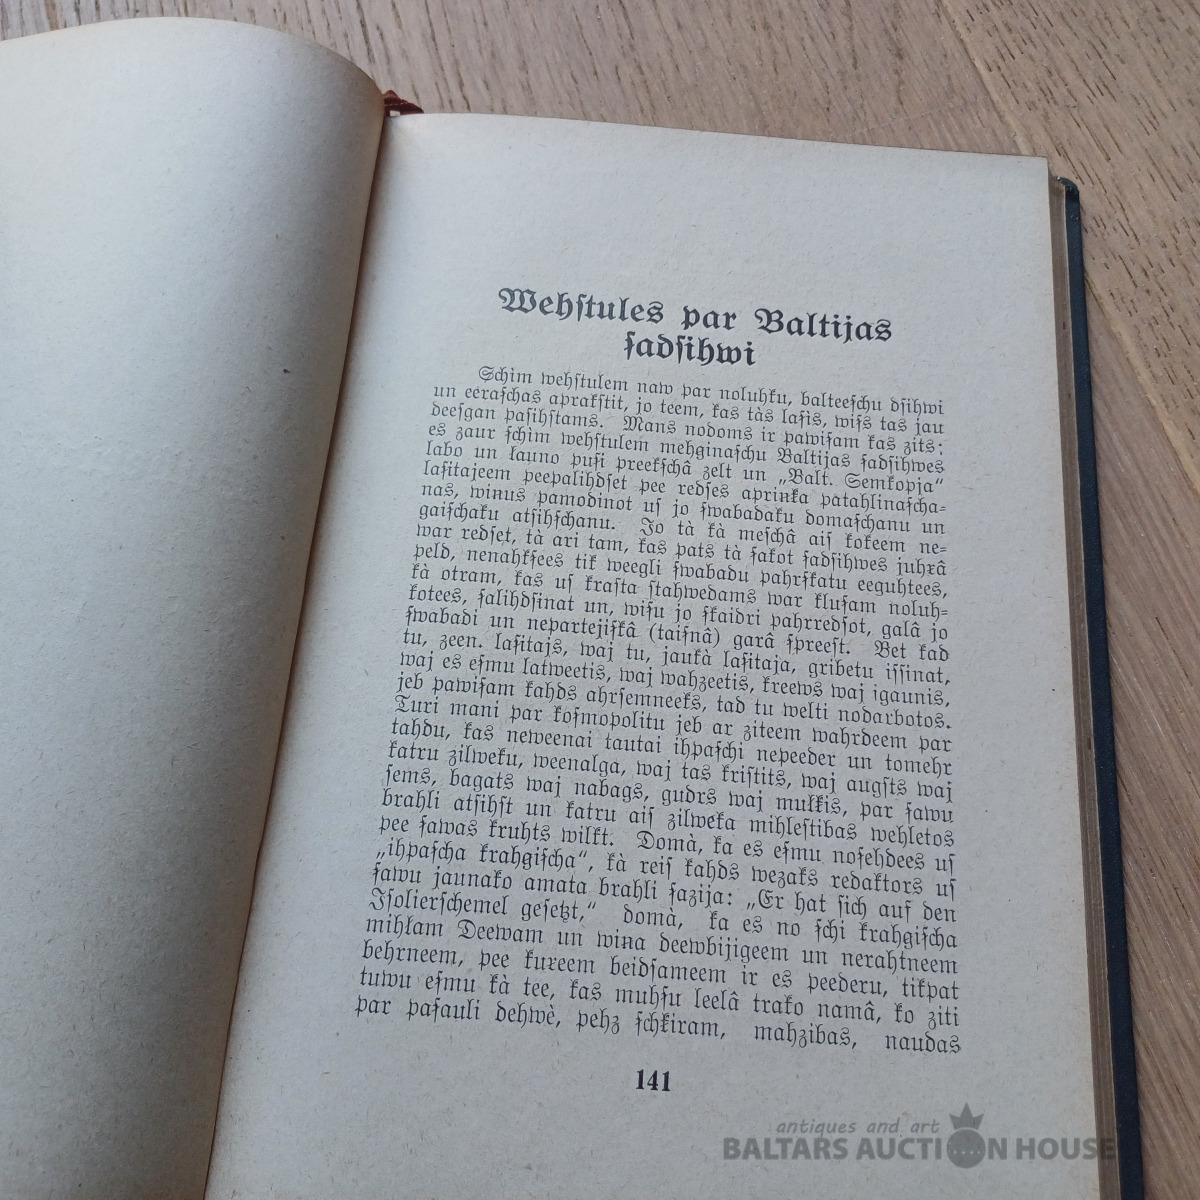 Wehſtules par Baltijas
ſadſihwi
Schim wehſtulem naw par noluhku, balteeſchu dſihwi
un eeraſchas aprakſtit, jo teem, kas tàs laſis, wiſs tas jau
deeſgan paſihſtams. Mans nodoms ir pawiſam kas zits:
es zaur ſchim wehſtulem mehginaſchu Baltijas ſadſihwes
labo un launo puſi preekſchâ zelt un „Balt. Semkopja“
laſitajeem peepalihdſet pee redſes aprinka patahlinaſcha-
nas, winus pamodinot uſ jo ſwabadaku domaſchanu un
gaiſchaku atſihſchanu. Jo tà kà meſchâ aiſ kokeem ne-
war redſet, tà ari tam, kas pats tà ſakot ſadſihwes juhrâ
peld, nenahkſees tik weegli ſwabadu pahrſkatu eeguhtees,
kà otram, kas uſ kraſta ſtahwedams war kluſam noluh-
kotees, ſalihdſinat un, wiſu jo ſkaidri pahrredſot, galâ jo
ſwabadi un nepartejiſkâ (taiſnâ) garâ ſpreeſt. Bet kad
tu, zeen. laſitajs, waj tu, jaukà laſitaja, gribetu iſſinat,
waj es eſmu latweetis, waj wahzeetis, kreews waj igaunis,
jeb pawiſam kahds ahrſemneeks, tad tu welti nodarbotos.
Turi mani par koſmopolitu jeb ar ziteem wahrdeem par
tahdu, kas neweenai tautai ihpaſchi nepeeder un tomehr
katru zilweku, weenalga, waj tas kriſtits, waj augſts waj
ſems, bagats waj nabags, gudrs waj mulkis, par ſawu
brahli atſihſt un katru aiſ zilweka mihleſtibas wehletos
pee ſawas kruhts wilkt. Domà, ka es eſmu noſehdees uſ
„ihpaſcha krahgiſcha“, kà reiſ kahds wezaks redaktors uſ
ſawu jaunako amata brahli ſazija: „Er hat ſich auf den
Iſolierſchemel geſetzt,“ domà, ka es no ſchi krahgiſcha
mihlam Deewam un wina deewbijigeem un nerahtneem
behrneem, pee kureem beidſameem ir es peederu, tikpat
tuwu eſmu kà tee, kas muhſu leelâ trako namâ, ko ziti
par paſauli dehwè, pehz ſchkiram, mahzibas, naudas
141
antiques and art
BALTARS AUCTION HOUSE